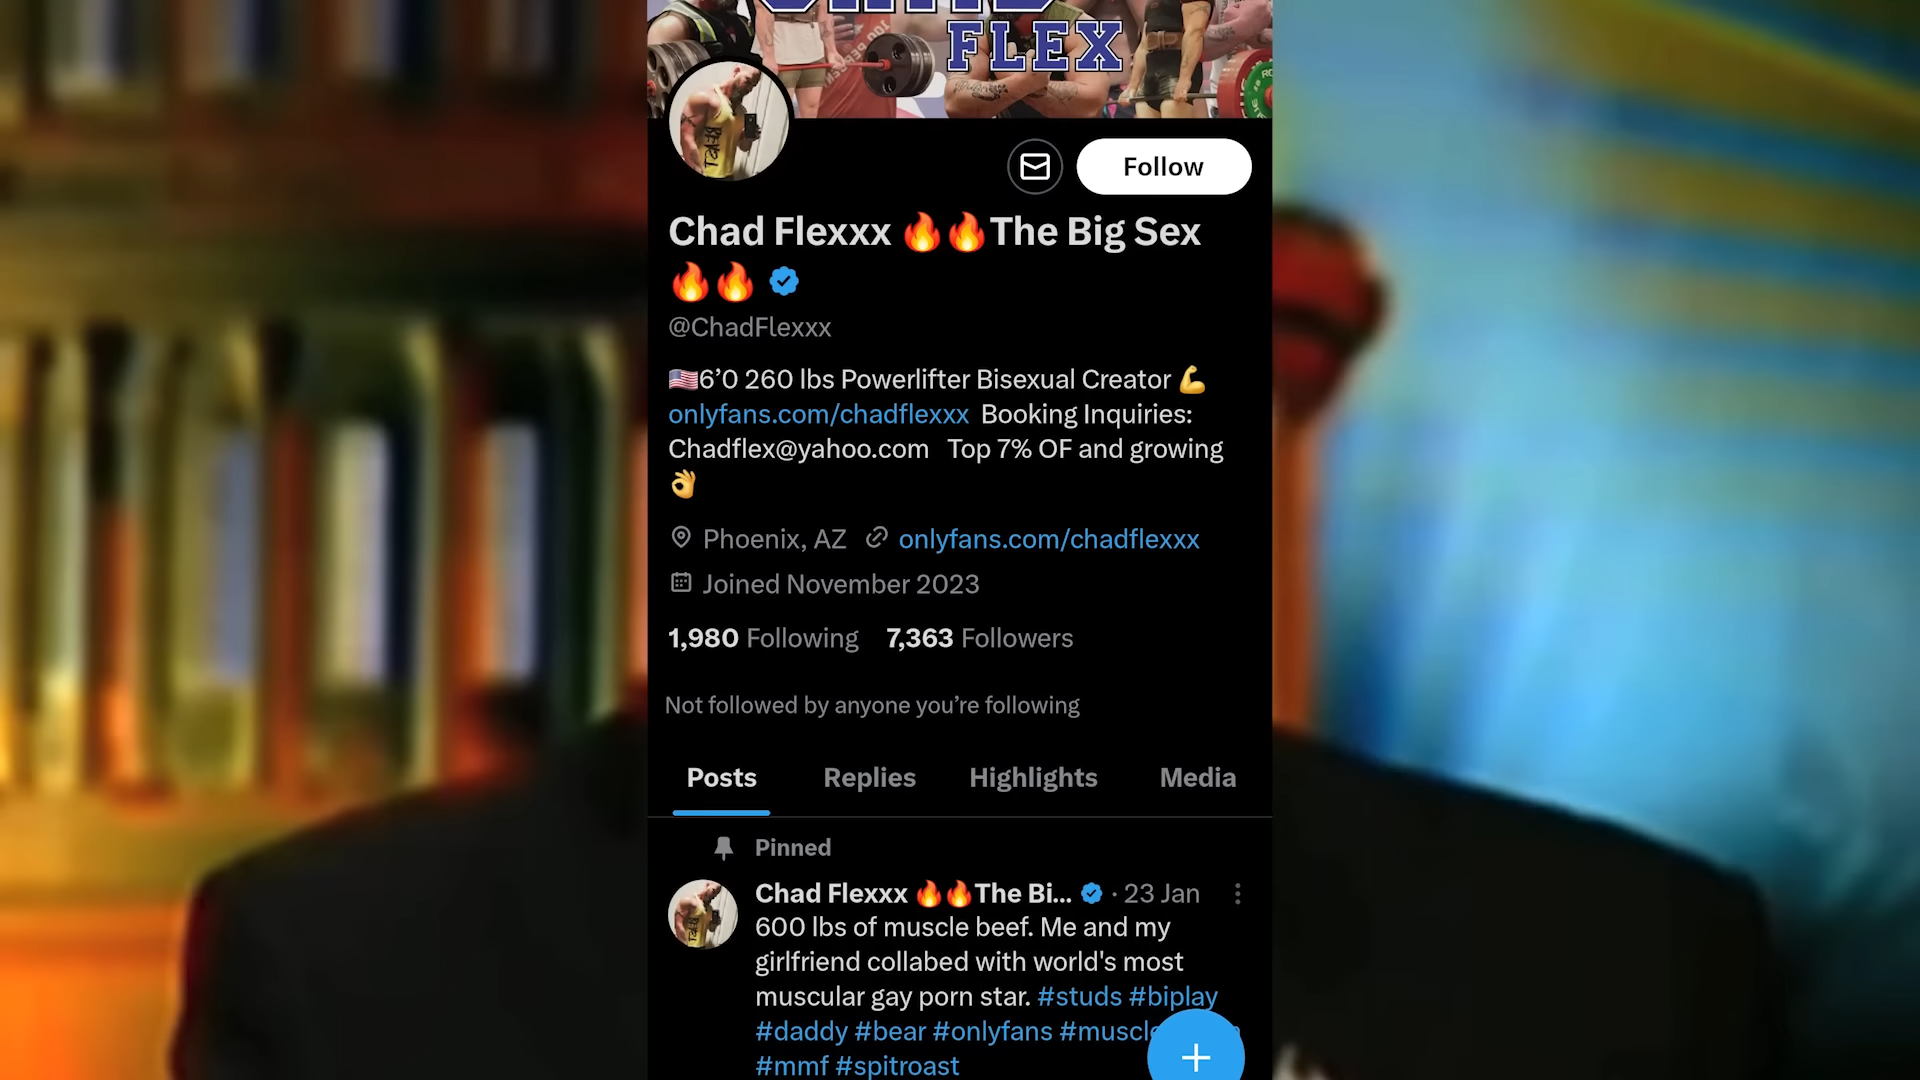 FLEX
Follow
Chad Flexxx 🔥🔥The Big Sex
🔥🔥
@ChadFlexxx
🇺🇸6’0 260 lbs Powerlifter Bisexual Creator 💪
onlyfans.com/chadflexxx Booking Inquiries:
Chadflex@yahoo.com Top 7% OF and growing
👌
Phoenix, AZ onlyfans.com/chadflexxx
Joined November 2023
1,980 Following 7,363 Followers
Not followed by anyone you’re following
Posts Replies Highlights Media
Pinned
Chad Flexxx 🔥🔥The Bi... · 23 Jan
600 lbs of muscle beef. Me and my
girlfriend collabed with world's most
muscular gay porn star. #studs #biplay
#daddy #bear #onlyfans
#mmf #spitroast